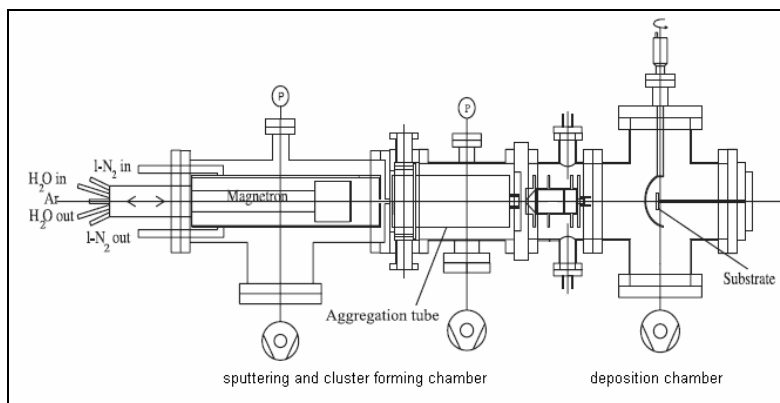 P
P
l-N₂ in
H₂O in
Ar
H₂O out
l-N₂ out
Magnetron
Aggregation tube
Substrate
sputtering and cluster forming chamber
deposition chamber